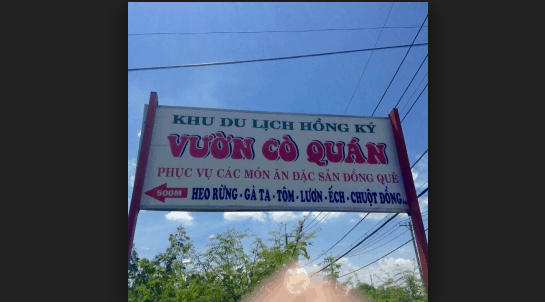 KHU DU LỊCH HỒNG KÝ
VƯỜN CÒ QUÁN
PHỤC VỤ CÁC MÓN ĂN ĐẶC SẢN ĐỒNG QUÊ
500M HEO RỪNG - GÀ TA - TÔM - LƯƠN - ẾCH - CHUỘT ĐỒNG...